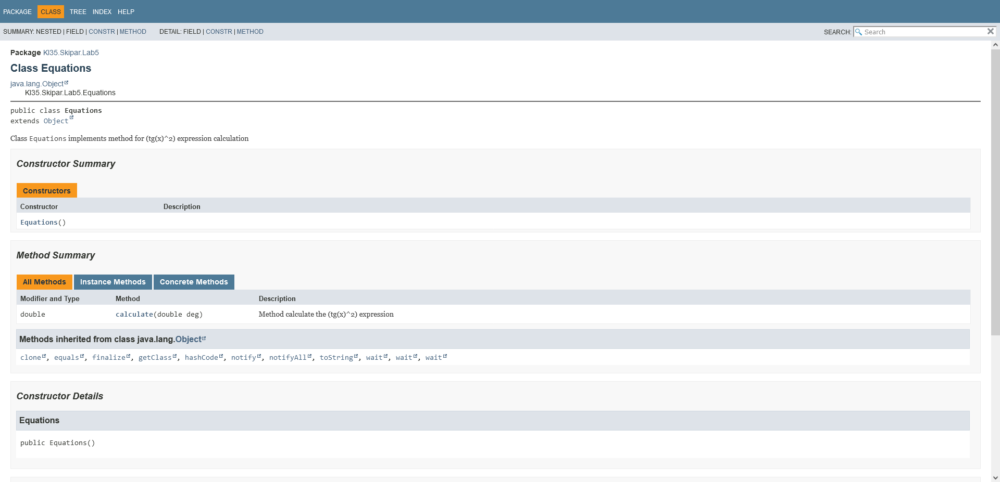 PACKAGE CLASS TREE INDEX HELP
SUMMARY: NESTED | FIELD | CONSTR | METHOD DETAIL: FIELD | CONSTR | METHOD SEARCH: Search
Package KI35.Skipar.Lab5
Class Equations
java.lang.Object
KI35.Skipar.Lab5.Equations
public class Equations
extends Object
Class Equations implements method for (tg(x)^2) expression calculation
Constructor Summary
Constructors
Constructor Description
Equations()
Method Summary
All Methods Instance Methods Concrete Methods
Modifier and Type Method Description
double calculate(double deg) Method calculate the (tg(x)^2) expression
Methods inherited from class java.lang.Object
clone, equals, finalize, getClass, hashCode, notify, notifyAll, toString, wait, wait, wait
Constructor Details
Equations
public Equations()